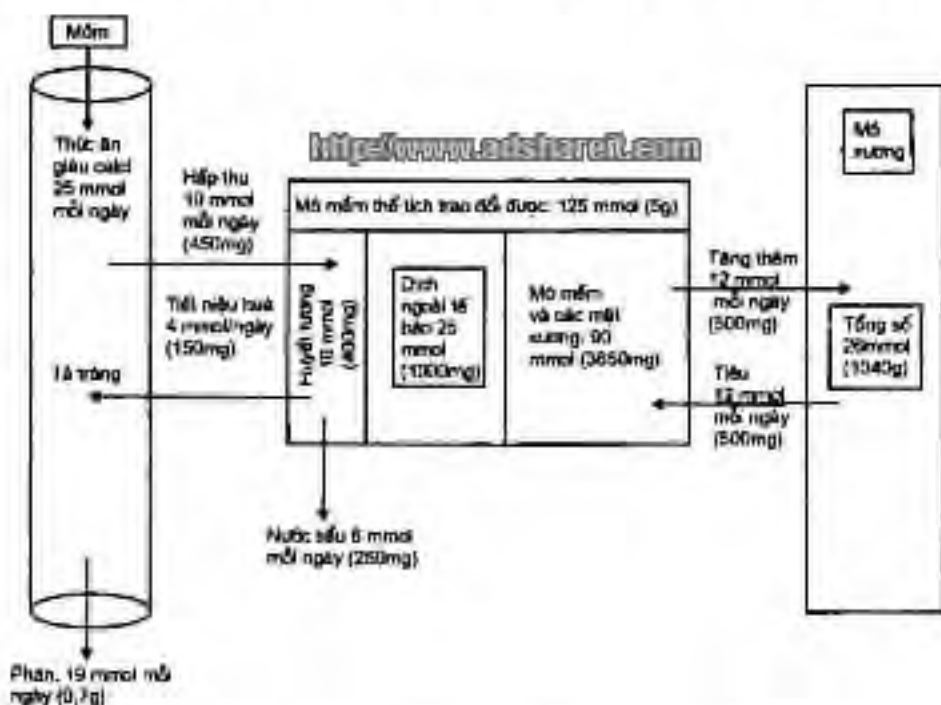 Mồm
Thức ăn
giàu calci
25 mmol
mỗi ngày
Hấp thu
10 mmol
mỗi ngày
(450mg)
Tiết niệu
4 mmol/ngày
(150mg)
Tá tràng
Phân, 19 mmol mỗi
ngày (0,7g)
http://www.adshareit.com
Mô mềm thể tích trao đổi được: 125 mmol (5g)
Huyết tương
10 mmol
(400mg)
Dịch
ngoài tế
bào 25
mmol
(1000mg)
Mô mềm
và các mặt
xương: 90
mmol (3650mg)
Nước tiểu 6 mmol
mỗi ngày (250mg)
Tăng thêm
12 mmol
mỗi ngày
(500mg)
Tiêu
12 mmol
mỗi ngày
(500mg)
Mô
xương
Tổng số
26mmol
(1040g)